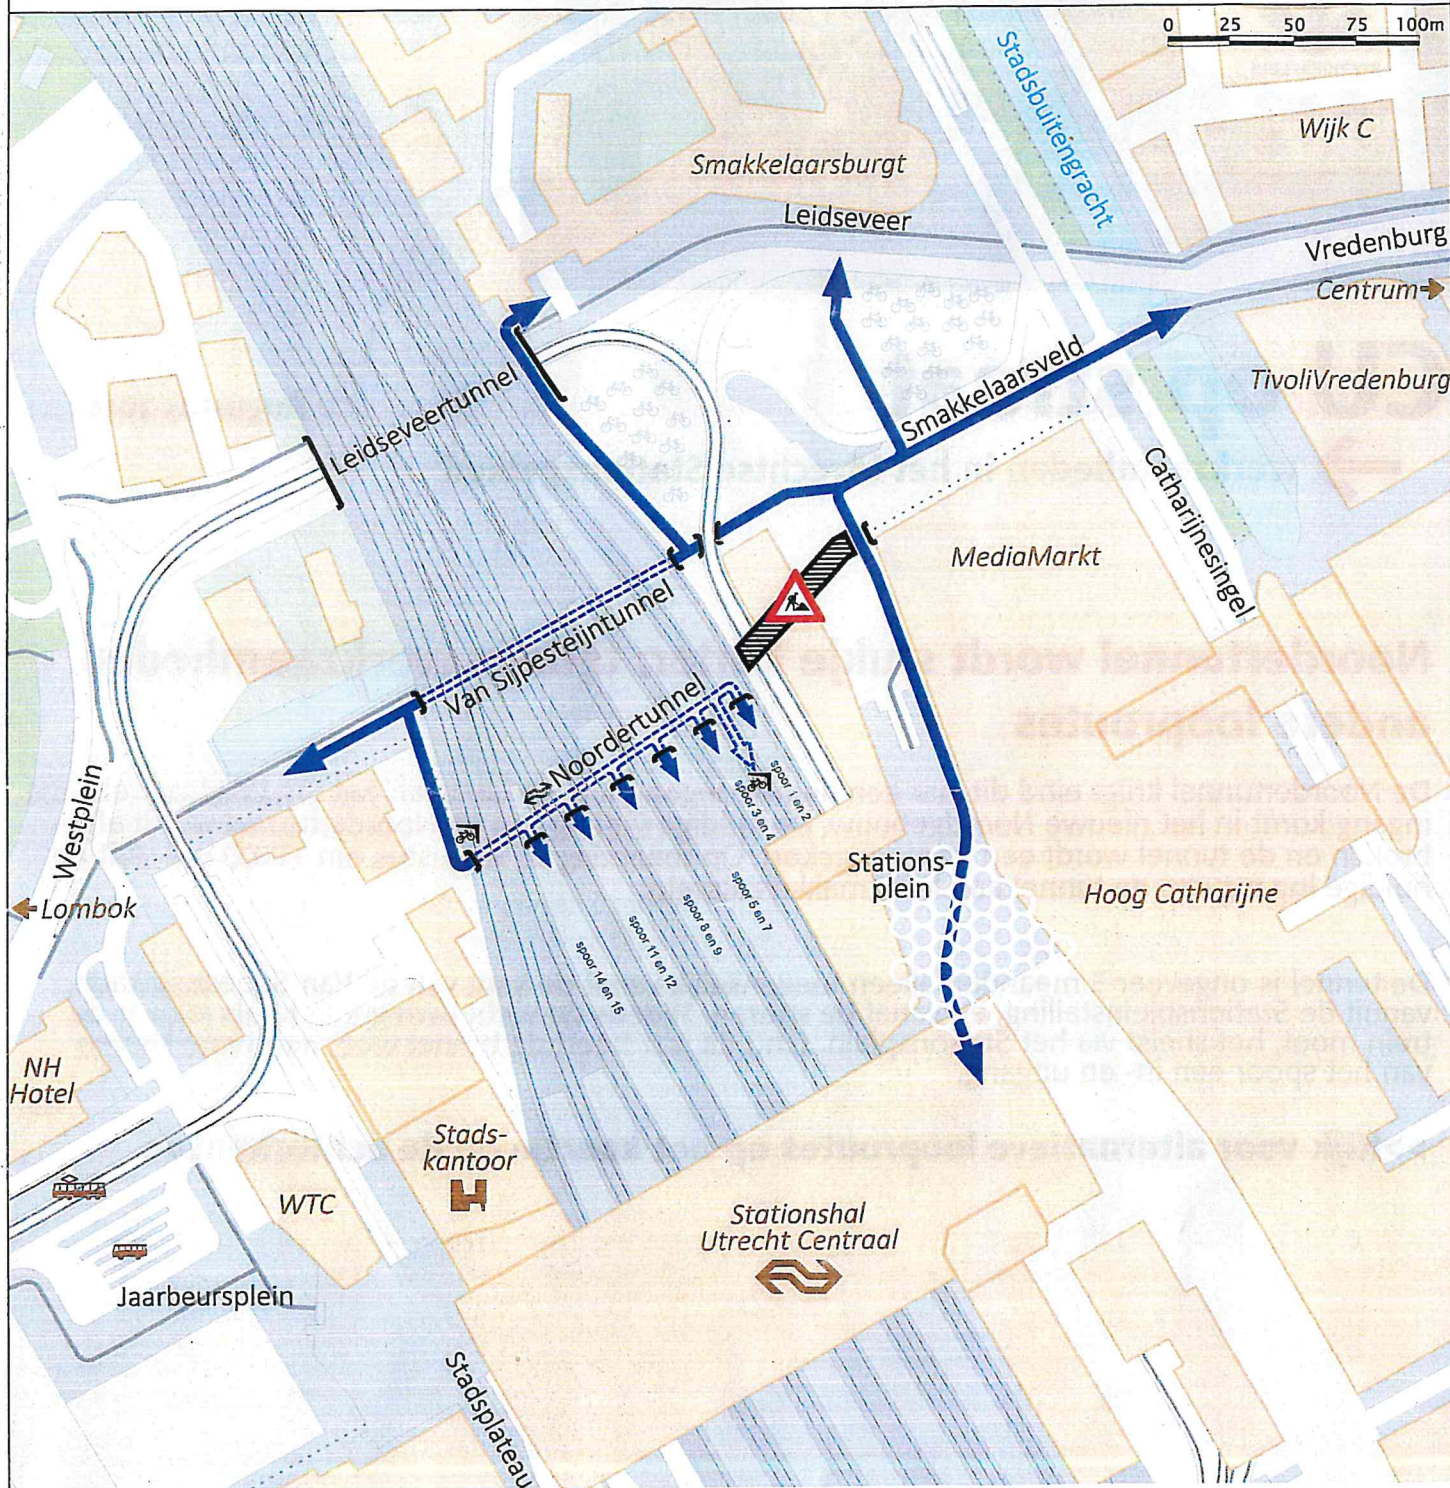 0 25 50 75 100m
Stadsbuitengracht
Wijk C
Smakkelaarsburgt
Leidseveer
Vredenburg
Centrum
TivoliVredenburg
Smakkelaarsveld
Leidseveertunnel
Catharijnesingel
MediaMarkt
Van Sijpesteijntunnel
Noordertunnel
spoor 1 en 2
spoor 3 en 4
spoor 5 en 7
spoor 8 en 9
spoor 11 en 12
spoor 14 en 15
Westplein
Lombok
Stations-
plein
Hoog Catharijne
NH
Hotel
Stads-
kantoor
WTC
Stationshal
Utrecht Centraal
Jaarbeursplein
Stadsplateau